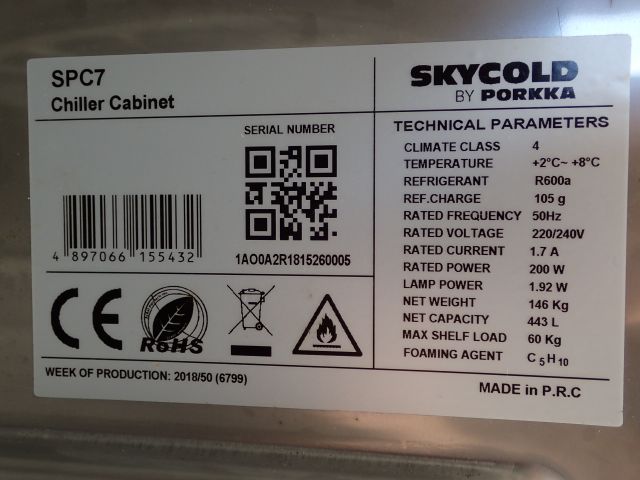 SPC7
Chiller Cabinet
SKYCOLD
BY PORKKA
SERIAL NUMBER
1AO0A2R1815260005
4 897066 155432
CE
RoHS
WEEK OF PRODUCTION: 2018/50 (6799)
TECHNICAL PARAMETERS
CLIMATE CLASS 4
TEMPERATURE +2°C~ +8°C
REFRIGERANT R600a
REF.CHARGE 105 g
RATED FREQUENCY 50Hz
RATED VOLTAGE 220/240V
RATED CURRENT 1.7 A
RATED POWER 200 W
LAMP POWER 1.92 W
NET WEIGHT 146 Kg
NET CAPACITY 443 L
MAX SHELF LOAD 60 Kg
FOAMING AGENT C5H10
MADE in P.R.C